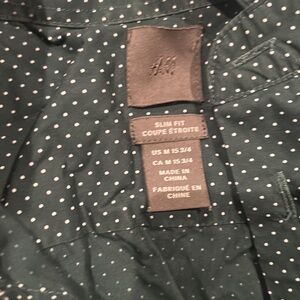 H&M
SLIM FIT
COUPE ÉTROITE
US M 15 3/4
CA M 15 3/4
MADE IN
CHINA
FABRIQUÉ EN
CHINE